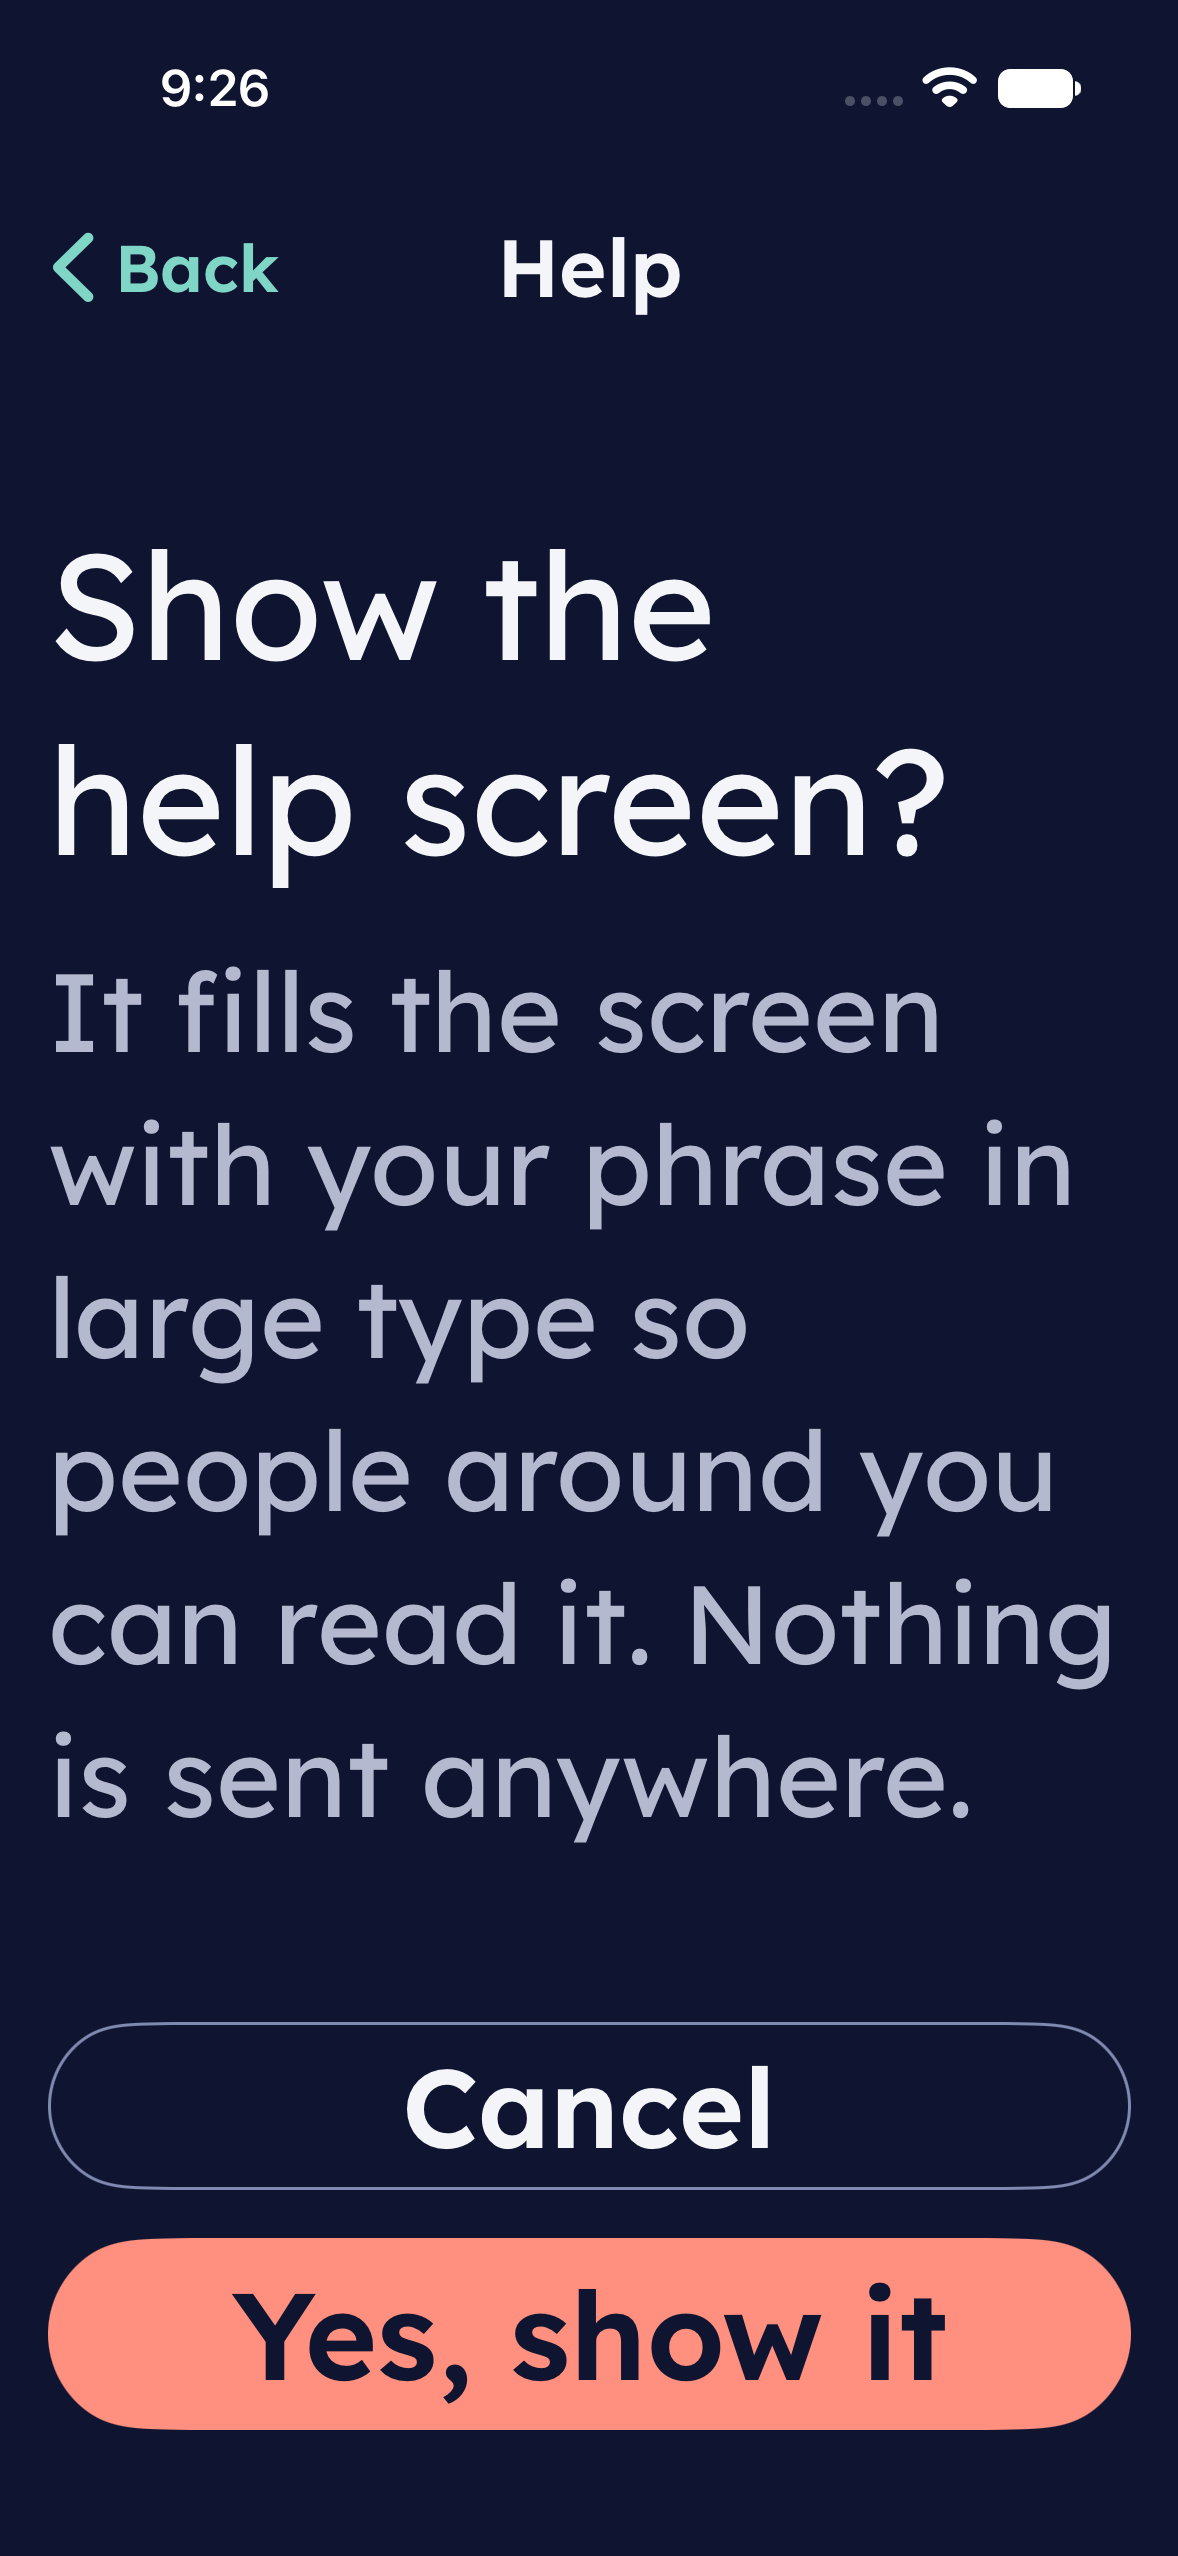 9:26
Back
Help
Show the
help screen?
It fills the screen
with your phrase in
large type so
people around you
can read it. Nothing
is sent anywhere.
Cancel
Yes, show it